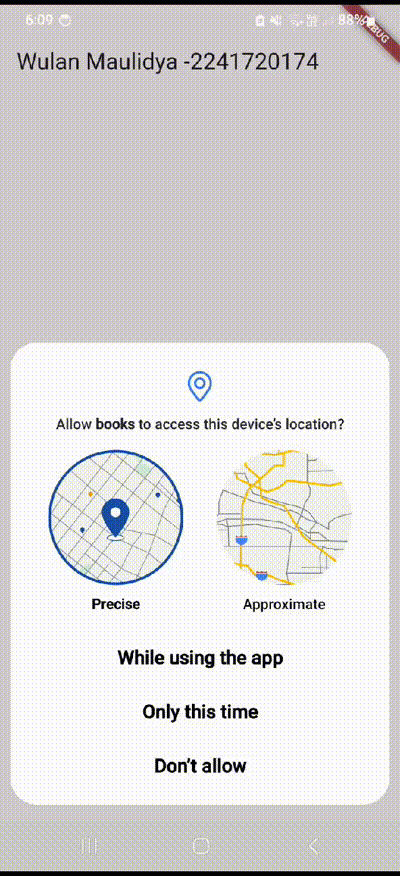 6:09
88%
Wulan Maulidya -2241720174
Allow books to access this device's location?
Precise
Approximate
While using the app
Only this time
Don't allow